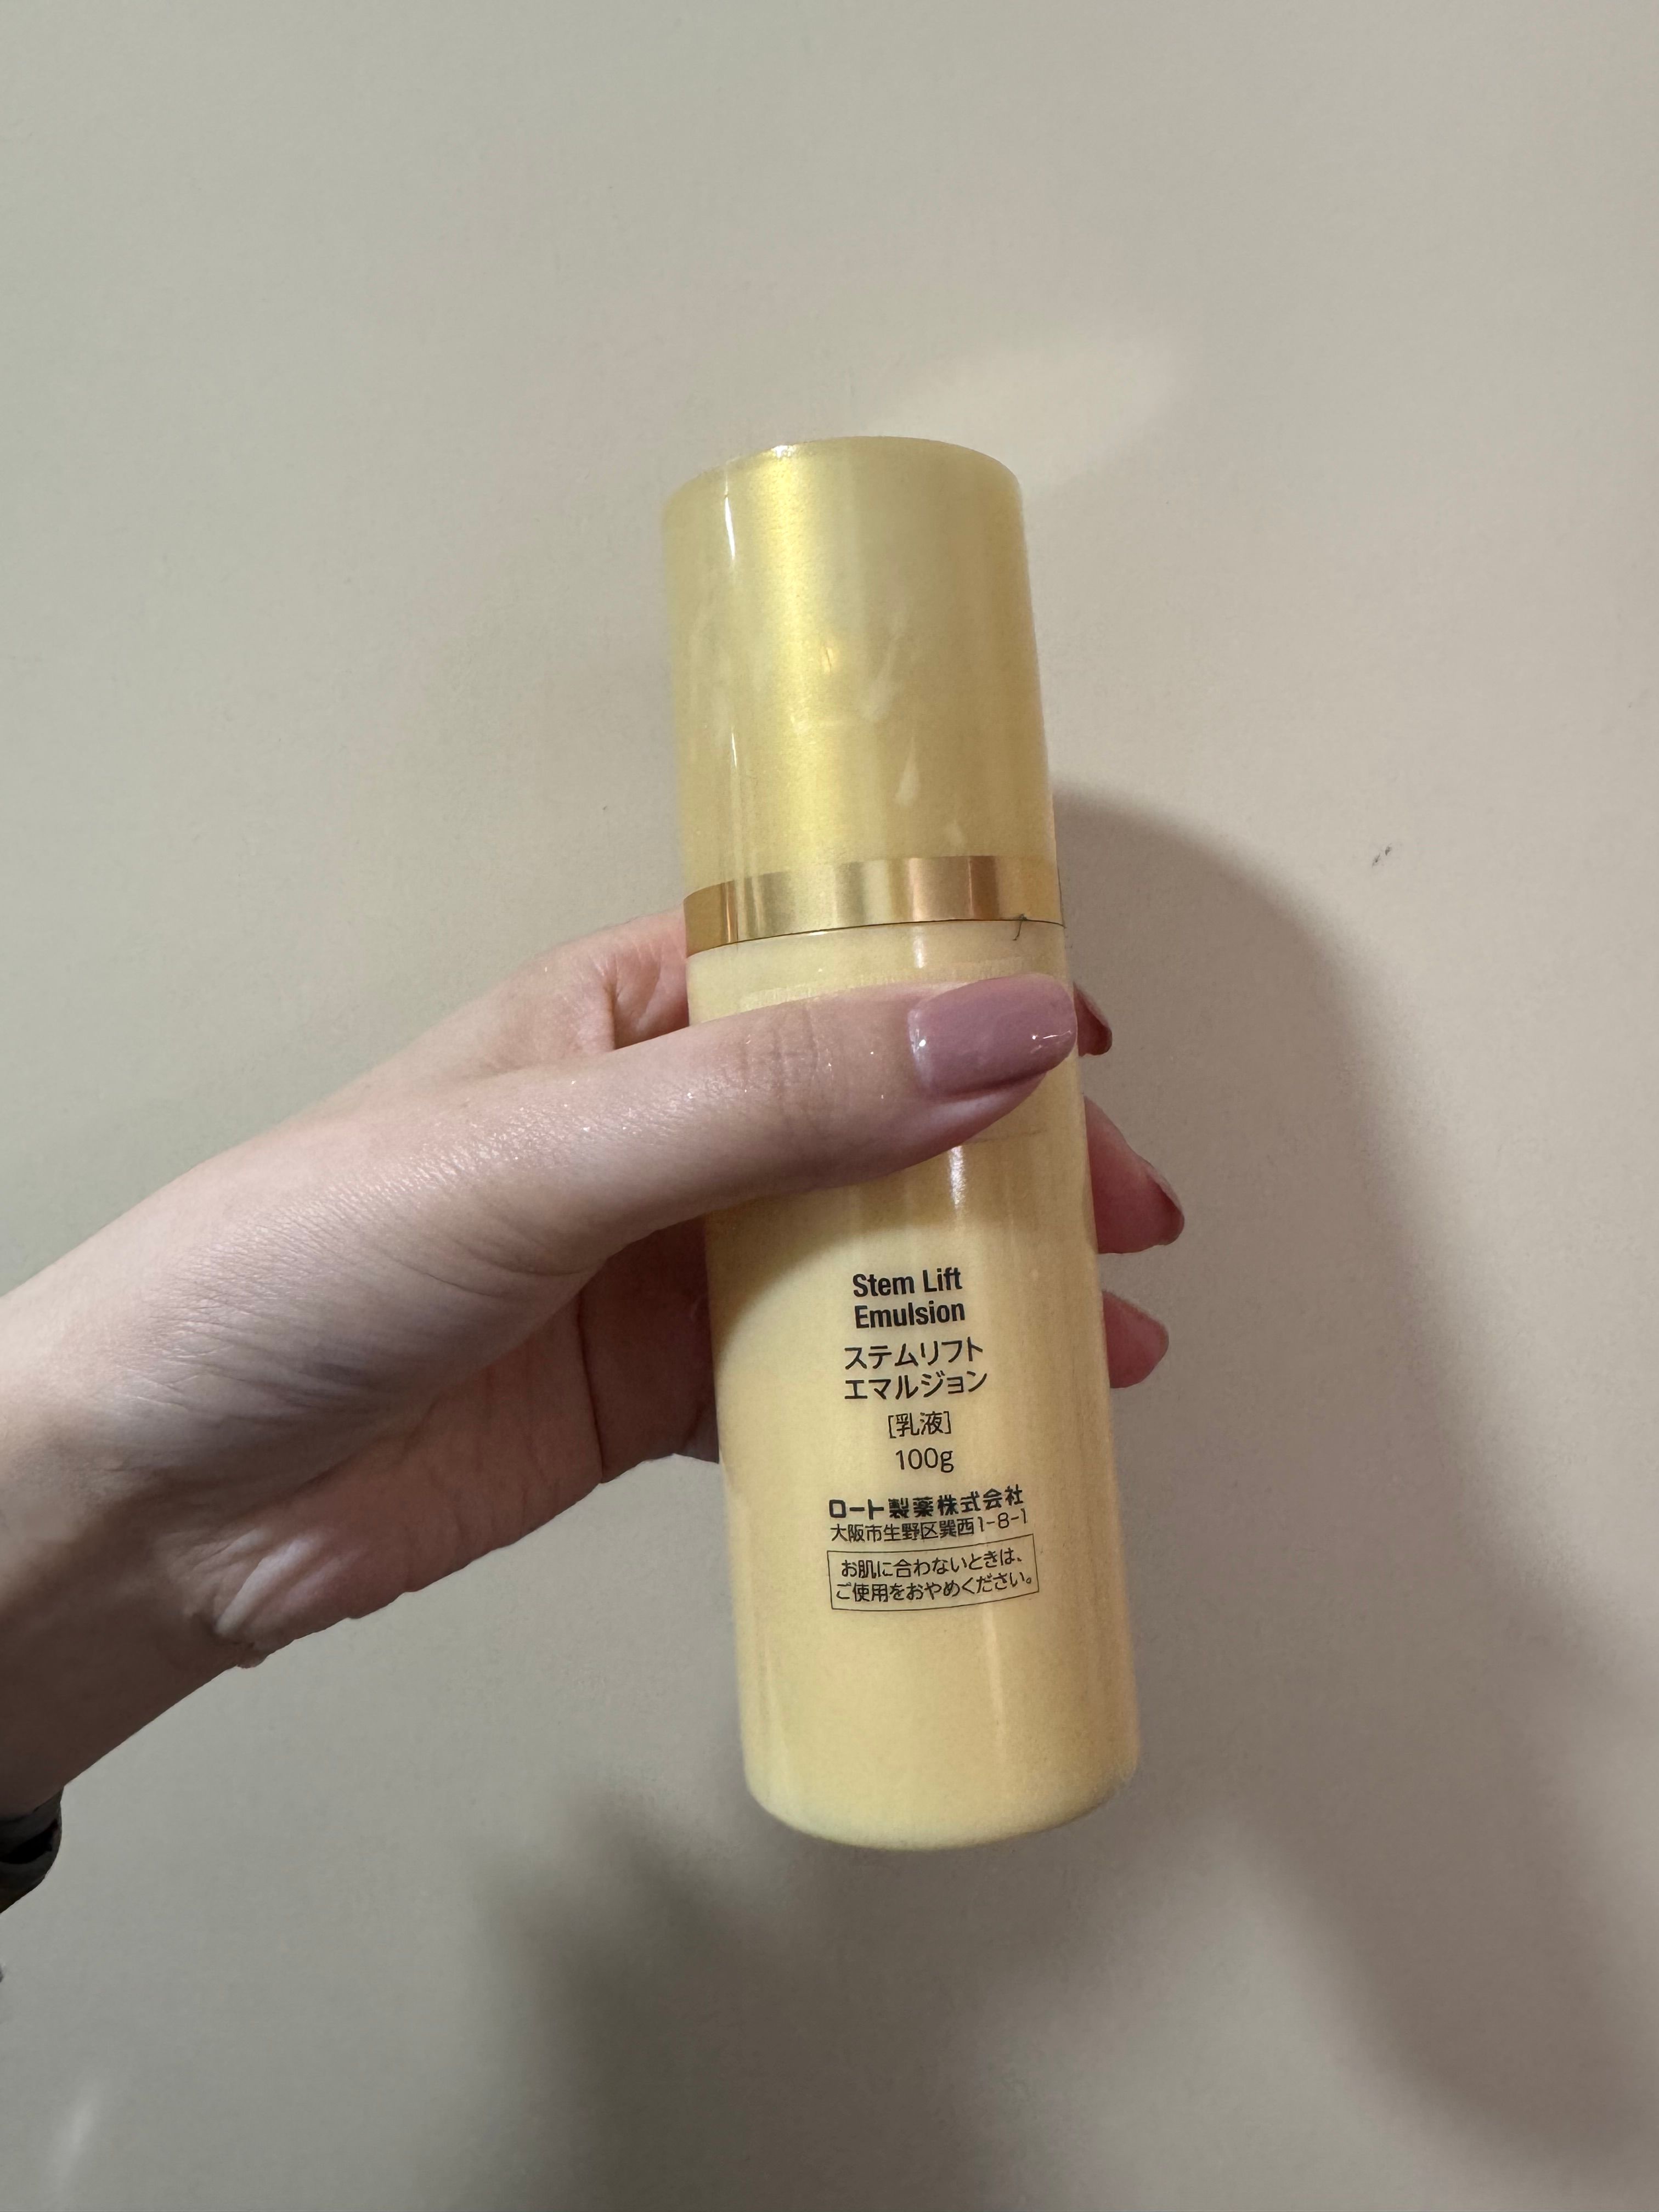 Stem Lift
Emulsion
ステムリフト
エマルジョン
[乳液]
100g
ロート製薬株式会社
大阪市生野区巽西1-8-1
お肌に合わないときは、
ご使用をおやめください。